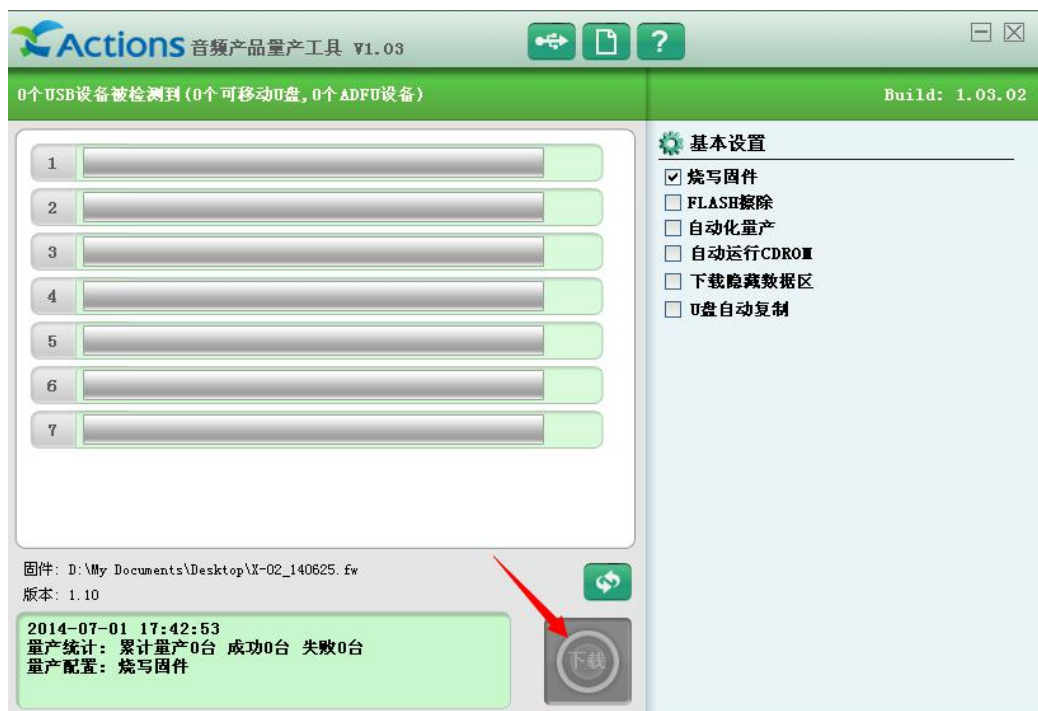 Actions 音频产品量产工具 V1.03
?
0个USB设备被检测到(0个可移动U盘,0个ADFU设备)
Build: 1.03.02
1
2
3
4
5
6
7
基本设置
烧写固件
FLASH擦除
自动化量产
自动运行CDROM
下载隐藏数据区
U盘自动复制
固件: D:\My Documents\Desktop\X-02_140625.fw
版本: 1.10
2014-07-01 17:42:53
量产统计: 累计量产0台 成功0台 失败0台
量产配置: 烧写固件
下载